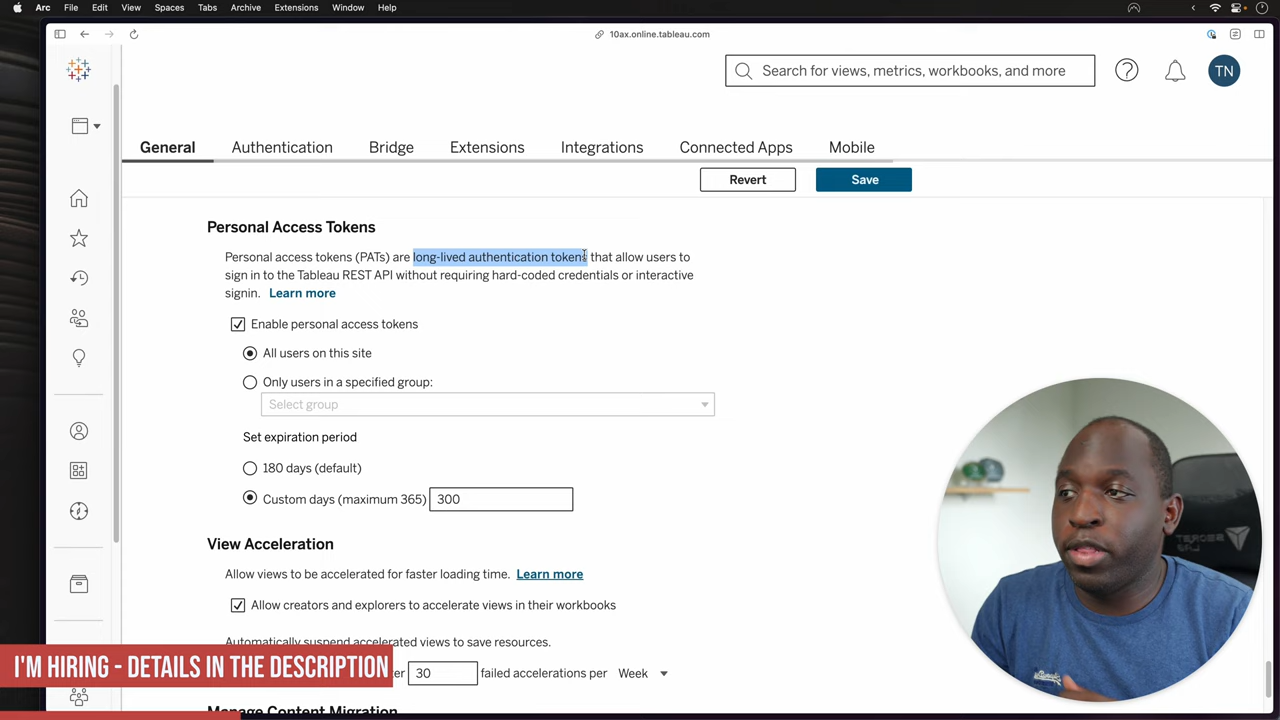 Arc File Edit View Spaces Tabs Archive Extensions Window Help
10ax.online.tableau.com
Search for views, metrics, workbooks, and more
TN
General Authentication Bridge Extensions Integrations Connected Apps Mobile
Revert Save
Personal Access Tokens
Personal access tokens (PATs) are long-lived authentication tokens that allow users to
sign in to the Tableau REST API without requiring hard-coded credentials or interactive
signin. Learn more
Enable personal access tokens
All users on this site
Only users in a specified group:
Select group
Set expiration period
180 days (default)
Custom days (maximum 365) 300
View Acceleration
Allow views to be accelerated for faster loading time. Learn more
Allow creators and explorers to accelerate views in their workbooks
Automatically suspend accelerated views to save resources.
30 failed accelerations per Week
I'M HIRING - DETAILS IN THE DESCRIPTION
Manage Content Migration